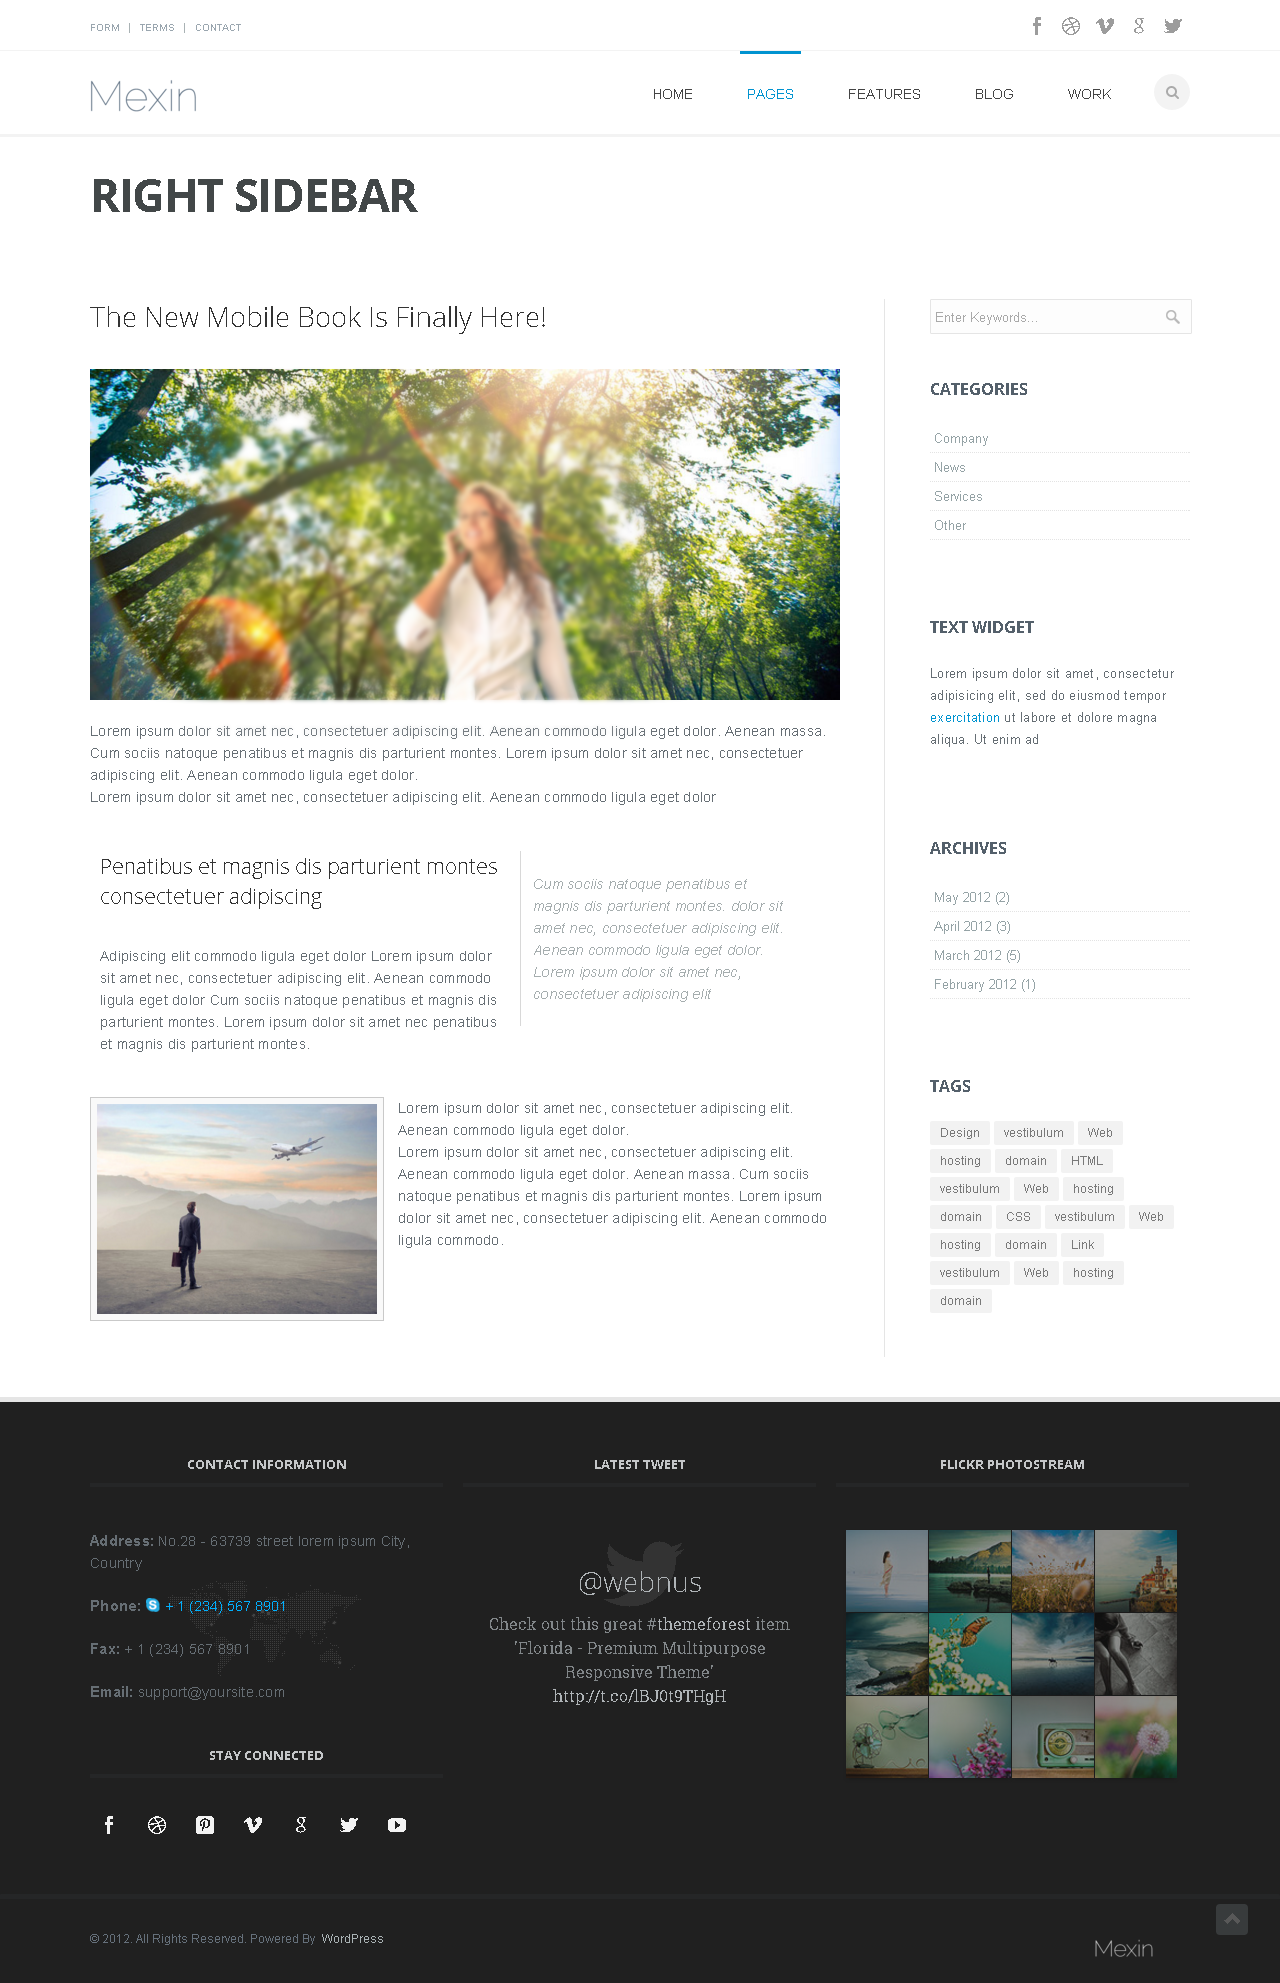 FORM | TERMS | CONTACT
Mexin
HOME PAGES FEATURES BLOG WORK
RIGHT SIDEBAR
The New Mobile Book Is Finally Here!
Lorem ipsum dolor sit amet nec, consectetuer adipiscing elit. Aenean commodo ligula eget dolor. Aenean massa.
Cum sociis natoque penatibus et magnis dis parturient montes. Lorem ipsum dolor sit amet nec, consectetuer
adipiscing elit. Aenean commodo ligula eget dolor.
Lorem ipsum dolor sit amet nec, consectetuer adipiscing elit. Aenean commodo ligula eget dolor
Penatibus et magnis dis parturient montes
consectetuer adipiscing
Adipiscing elit commodo ligula eget dolor Lorem ipsum dolor
sit amet nec, consectetuer adipiscing elit. Aenean commodo
ligula eget dolor Cum sociis natoque penatibus et magnis dis
parturient montes. Lorem ipsum dolor sit amet nec penatibus
et magnis dis parturient montes.
Cum sociis natoque penatibus et
magnis dis parturient montes. dolor sit
amet nec, consectetuer adipiscing elit.
Aenean commodo ligula eget dolor.
Lorem ipsum dolor sit amet nec,
consectetuer adipiscing elit
Lorem ipsum dolor sit amet nec, consectetuer adipiscing elit.
Aenean commodo ligula eget dolor.
Lorem ipsum dolor sit amet nec, consectetuer adipiscing elit.
Aenean commodo ligula eget dolor. Aenean massa. Cum sociis
natoque penatibus et magnis dis parturient montes. Lorem ipsum
dolor sit amet nec, consectetuer adipiscing elit. Aenean commodo
ligula commodo.
Enter Keywords...
CATEGORIES
Company
News
Services
Other
TEXT WIDGET
Lorem ipsum dolor sit amet, consectetur
adipisicing elit, sed do eiusmod tempor
exercitation ut labore et dolore magna
aliqua. Ut enim ad
ARCHIVES
May 2012 (2)
April 2012 (3)
March 2012 (5)
February 2012 (1)
TAGS
Design vestibulum Web
hosting domain HTML
vestibulum Web hosting
domain CSS vestibulum Web
hosting domain Link
vestibulum Web hosting
domain
CONTACT INFORMATION
Address: No.28 - 63739 street lorem ipsum City,
Country
Phone: + 1 (234) 567 8901
Fax: + 1 (234) 567 8901
Email: support@yoursite.com
STAY CONNECTED
LATEST TWEET
@webnus
Check out this great #themeforest item
'Florida - Premium Multipurpose
Responsive Theme'
http://t.co/lBJ0t9THgH
FLICKR PHOTOSTREAM
© 2012. All Rights Reserved. Powered By WordPress
Mexin